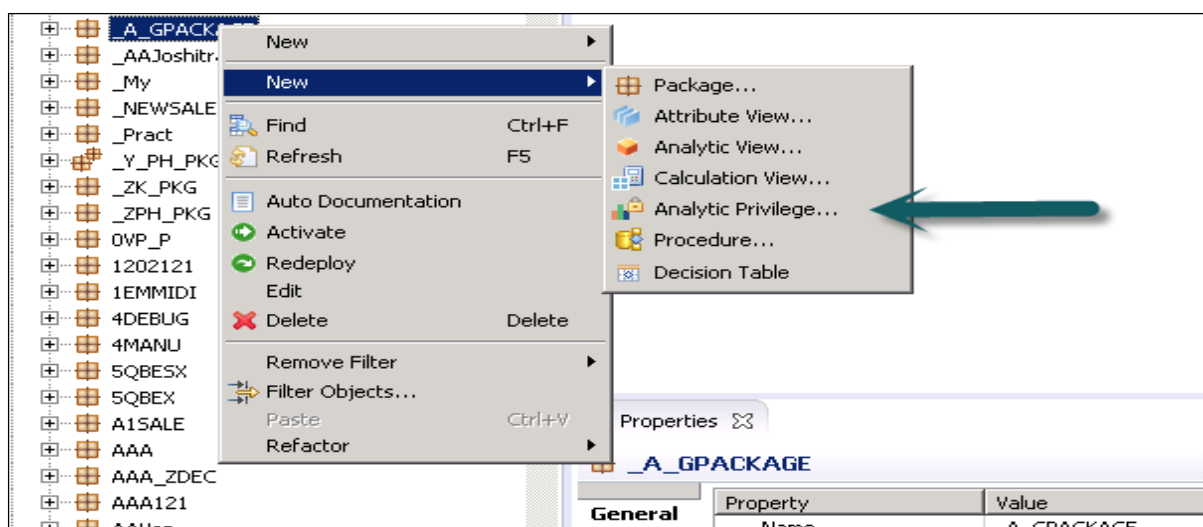 _A_GPACK
_AAJoshitr
_My
_NEWSALE
_Pract
_Y_PH_PKG
_ZK_PKG
_ZPH_PKG
0VP_P
1202121
1EMMIDI
4DEBUG
4MANU
5QBESX
5QBEX
A1SALE
AAA
AAA_ZDEC
AAA121
New
New
Find Ctrl+F
Refresh F5
Auto Documentation
Activate
Redeploy
Edit
Delete Delete
Remove Filter
Filter Objects...
Paste Ctrl+V
Refactor
Package...
Attribute View...
Analytic View...
Calculation View...
Analytic Privilege...
Procedure...
Decision Table
Properties
_A_GPACKAGE
General
Property Value
Name _A_GPACKAGE